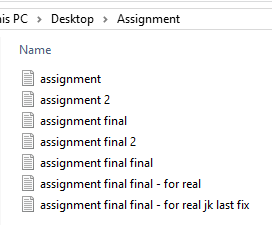 his PC > Desktop > Assignment
Name
assignment
assignment 2
assignment final
assignment final 2
assignment final final
assignment final final - for real
assignment final final - for real jk last fix